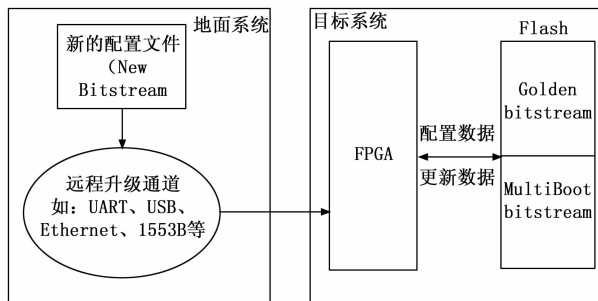 地面系统
新的配置文件
（New
Bitstream
远程升级通道
如：UART、USB、
Ethernet、1553B等
目标系统
FPGA
配置数据
更新数据
Flash
Golden
bitstream
MultiBoot
bitstream